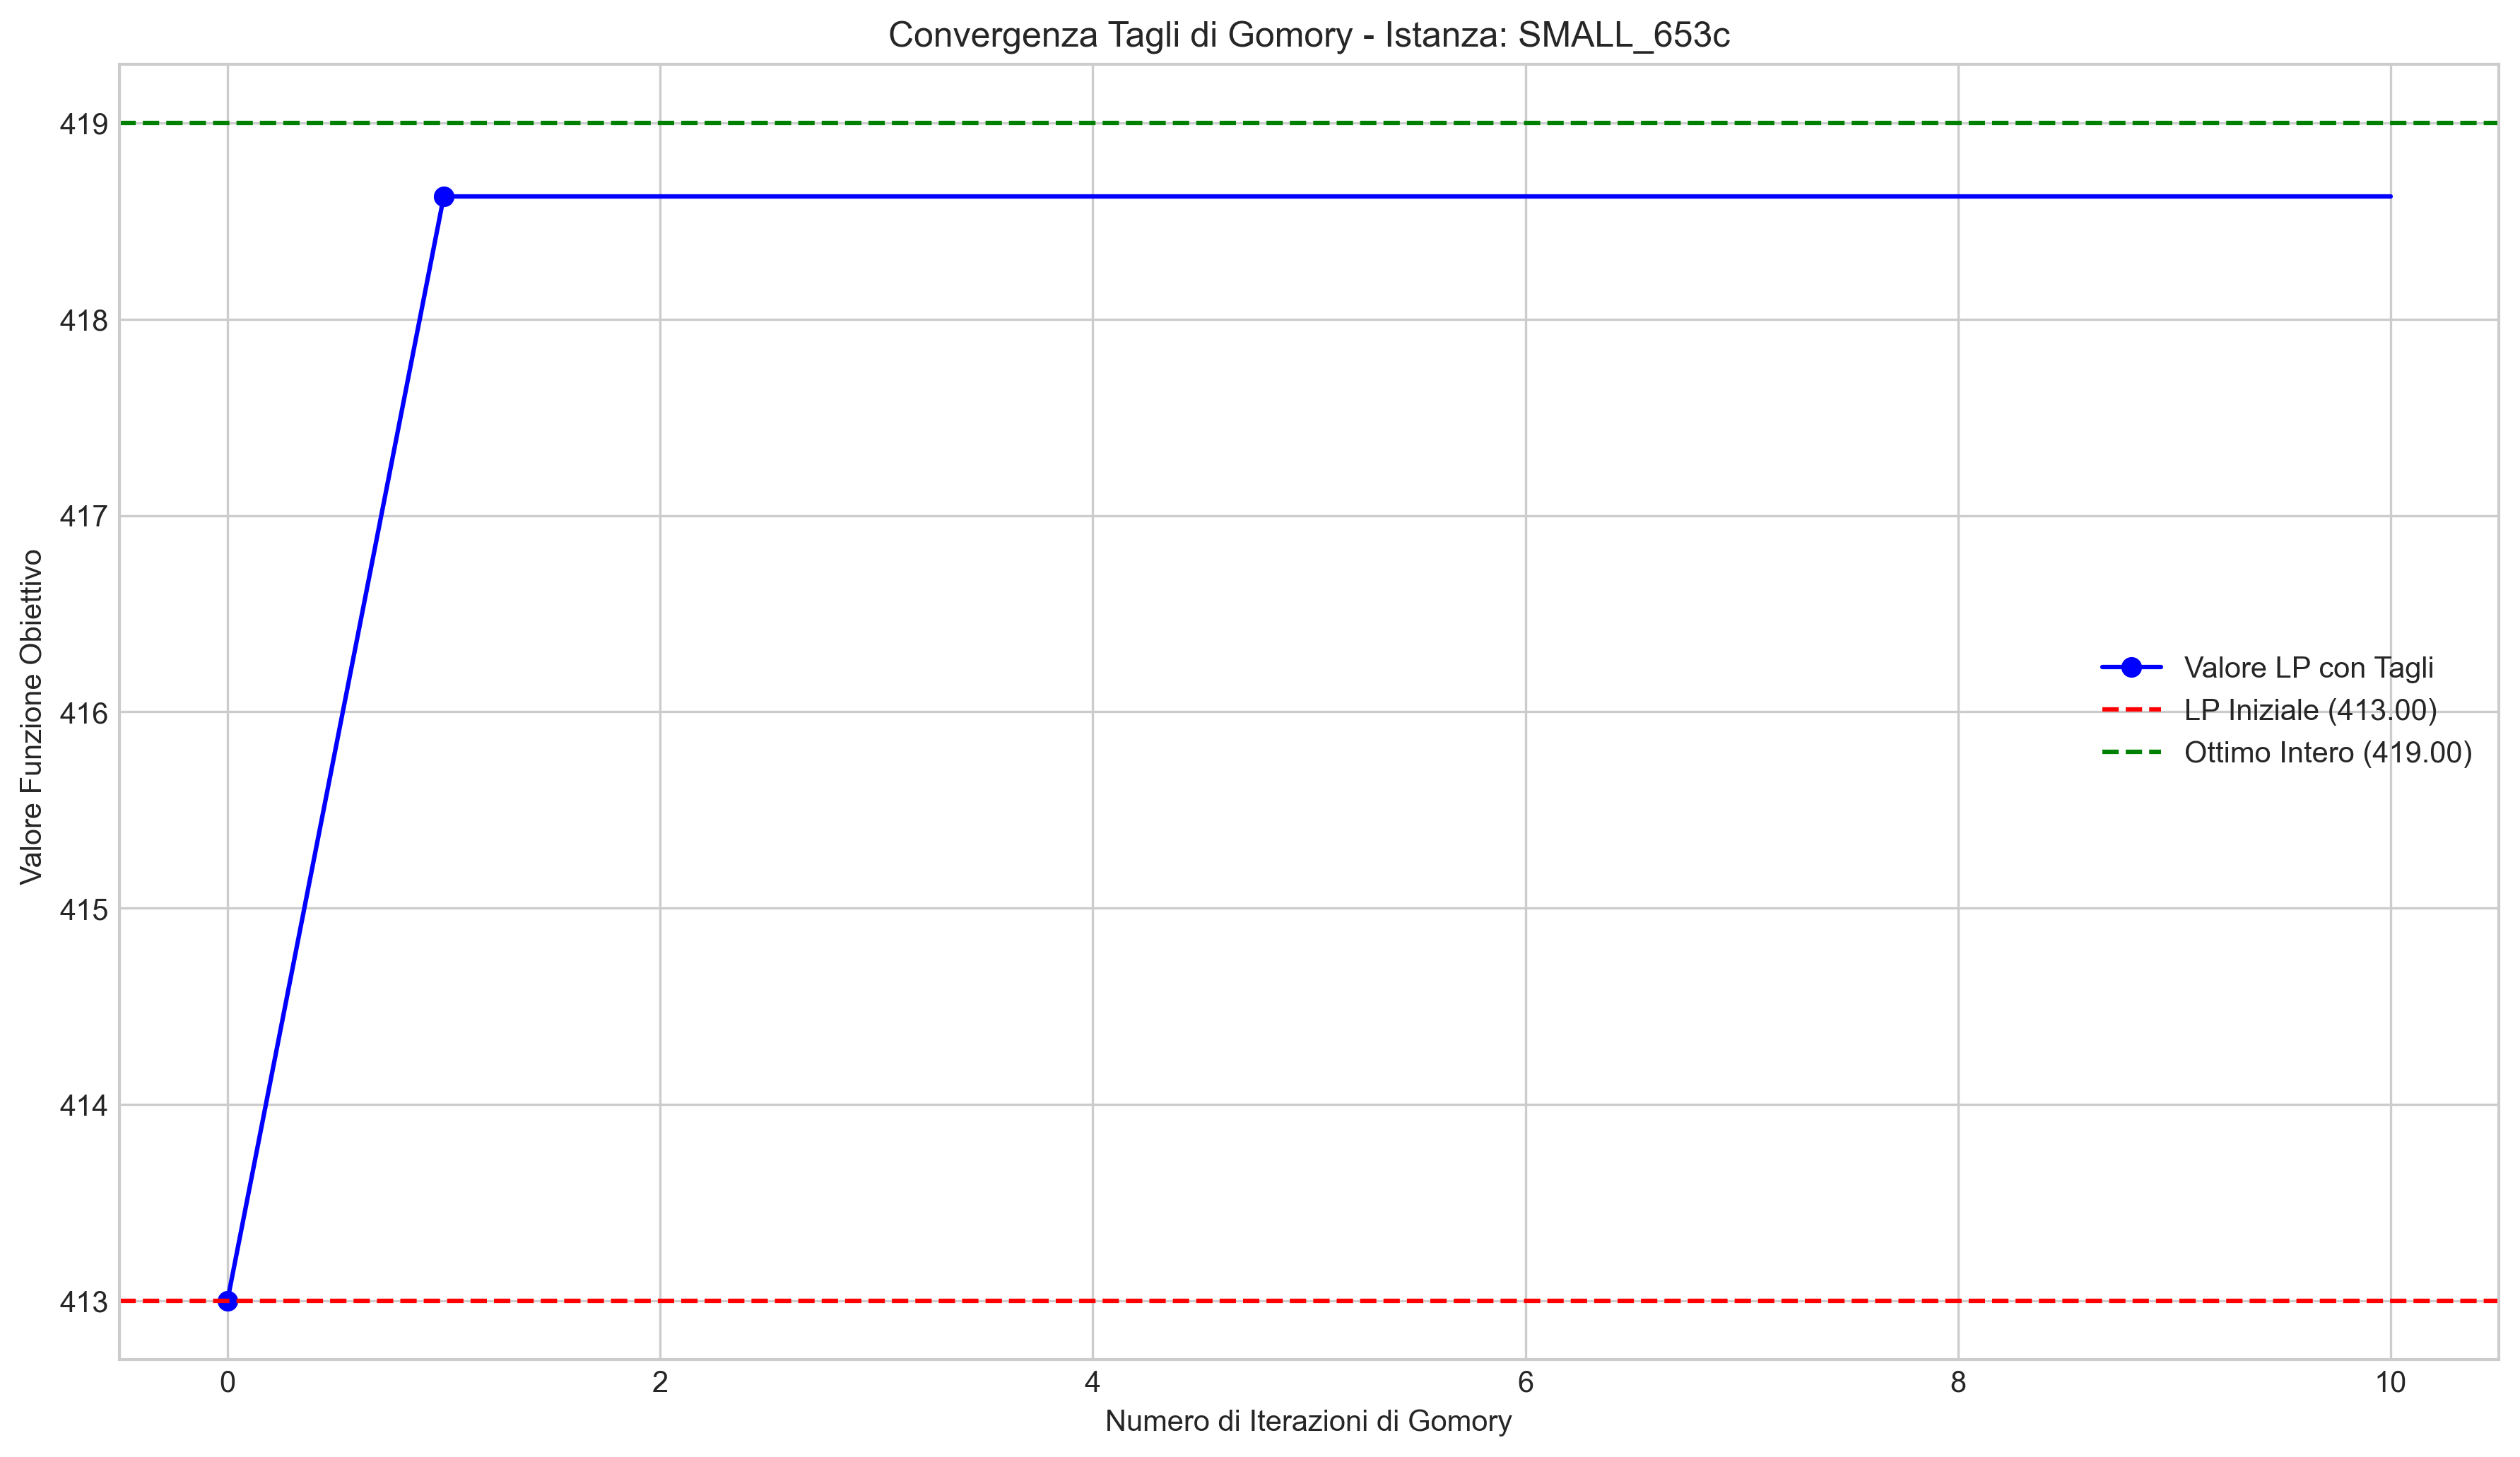 Convergenza Tagli di Gomory - Istanza: SMALL_653c
Valore Funzione Obiettivo
419
418
417
416
415
414
413
Valore LP con Tagli
LP Iniziale (413.00)
Ottimo Intero (419.00)
0 2 4 6 8 10
Numero di Iterazioni di Gomory